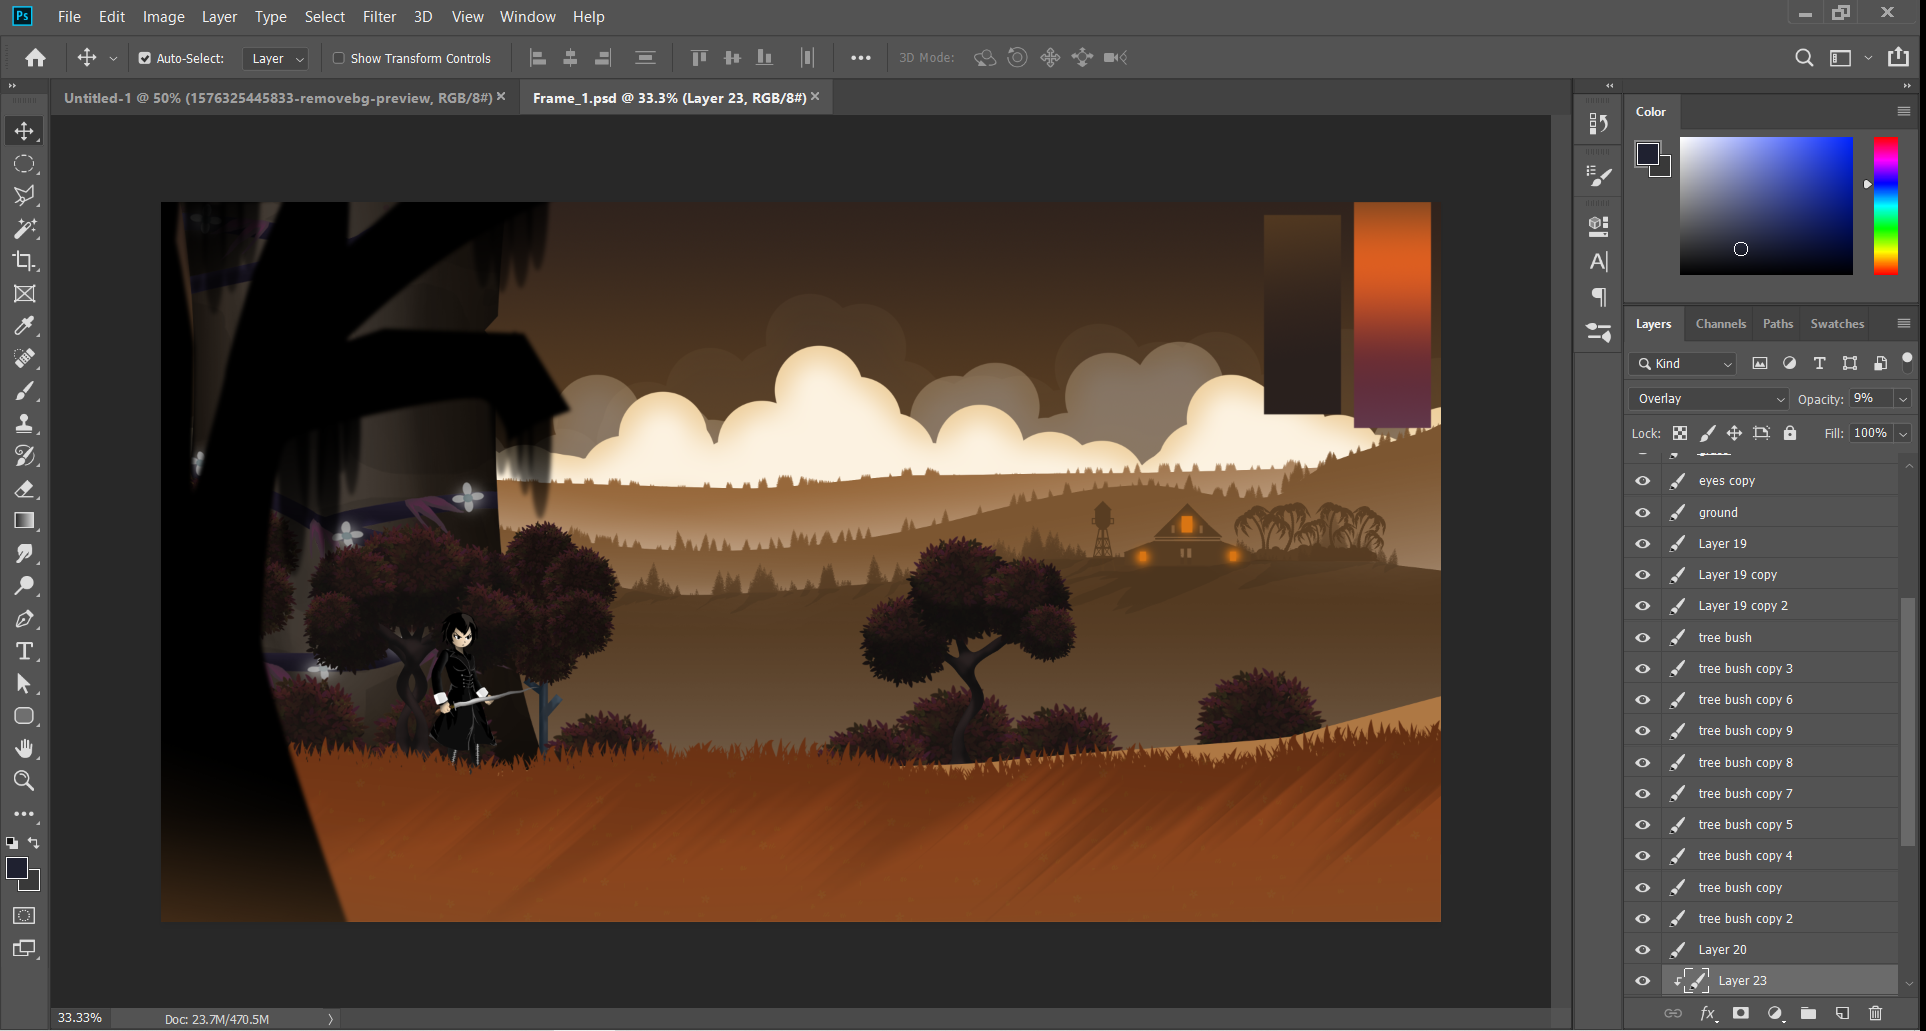 Ps File Edit Image Layer Type Select Filter 3D View Window Help
Auto-Select: Layer Show Transform Controls 3D Mode:
Untitled-1 @ 50% (1576325445833-removebg-preview, RGB/8#) Frame_1.psd @ 33.3% (Layer 23, RGB/8#)
Color
Layers Channels Paths Swatches
Kind
Overlay Opacity: 9%
Lock: Fill: 100%
eyes copy
ground
Layer 19
Layer 19 copy
Layer 19 copy 2
tree bush
tree bush copy 3
tree bush copy 6
tree bush copy 9
tree bush copy 8
tree bush copy 7
tree bush copy 5
tree bush copy 4
tree bush copy
tree bush copy 2
Layer 20
Layer 23
fx
33.33% Doc: 23.7M/470.5M